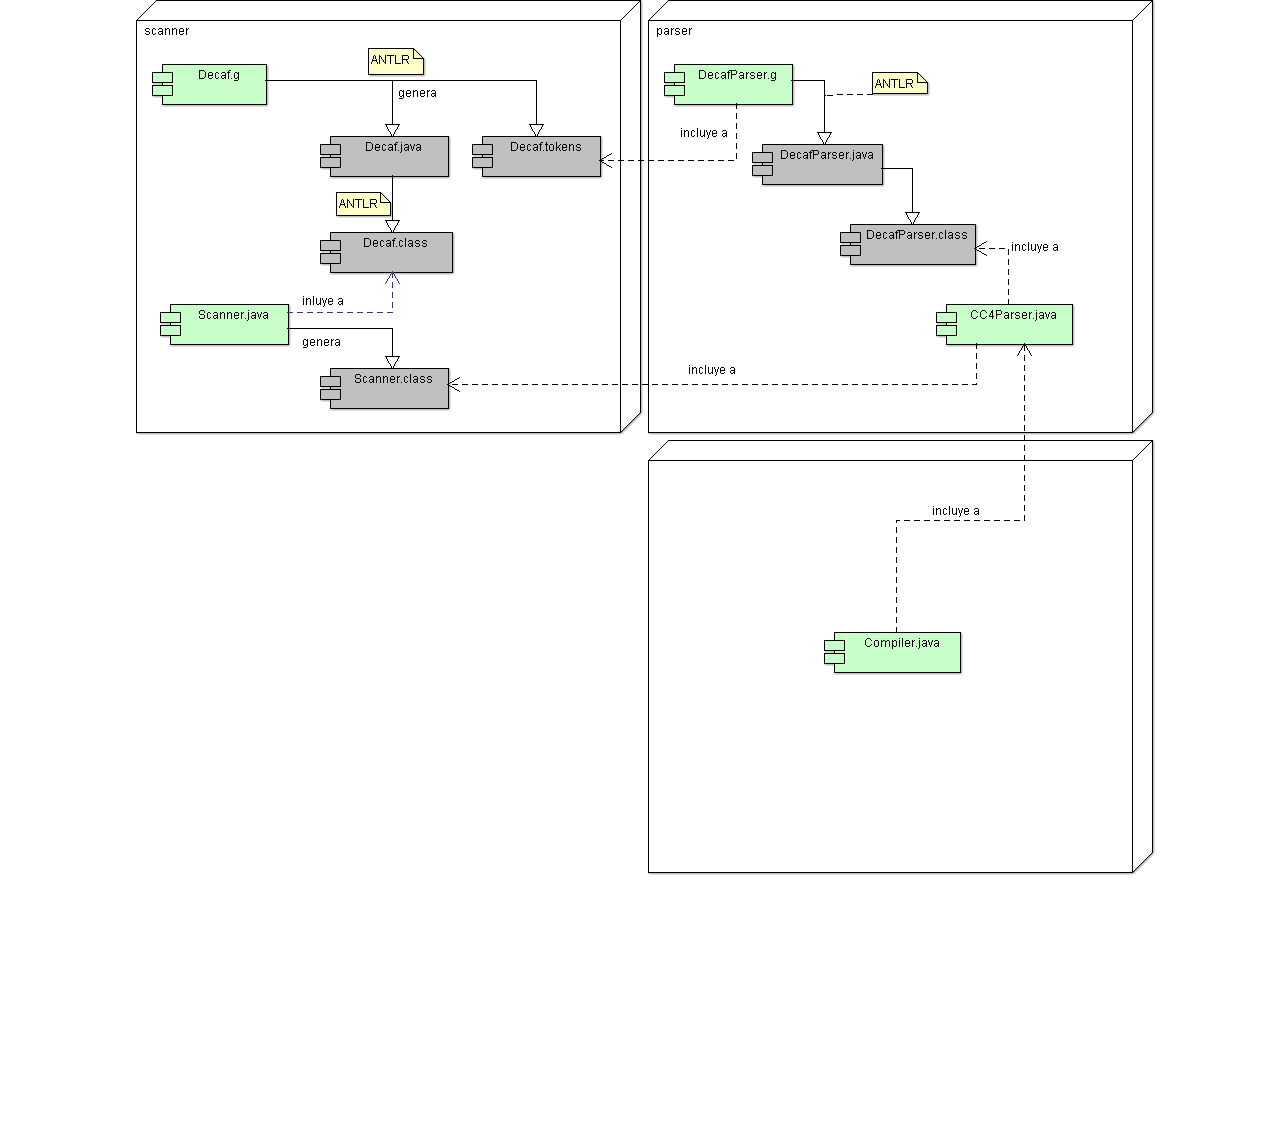 scanner
ANTLR
Decaf.g
genera
Decaf.java
Decaf.tokens
ANTLR
Decaf.class
inluye a
Scanner.java
genera
Scanner.class
parser
DecafParser.g
ANTLR
incluye a
DecafParser.java
DecafParser.class
incluye a
CC4Parser.java
incluye a
incluye a
Compiler.java